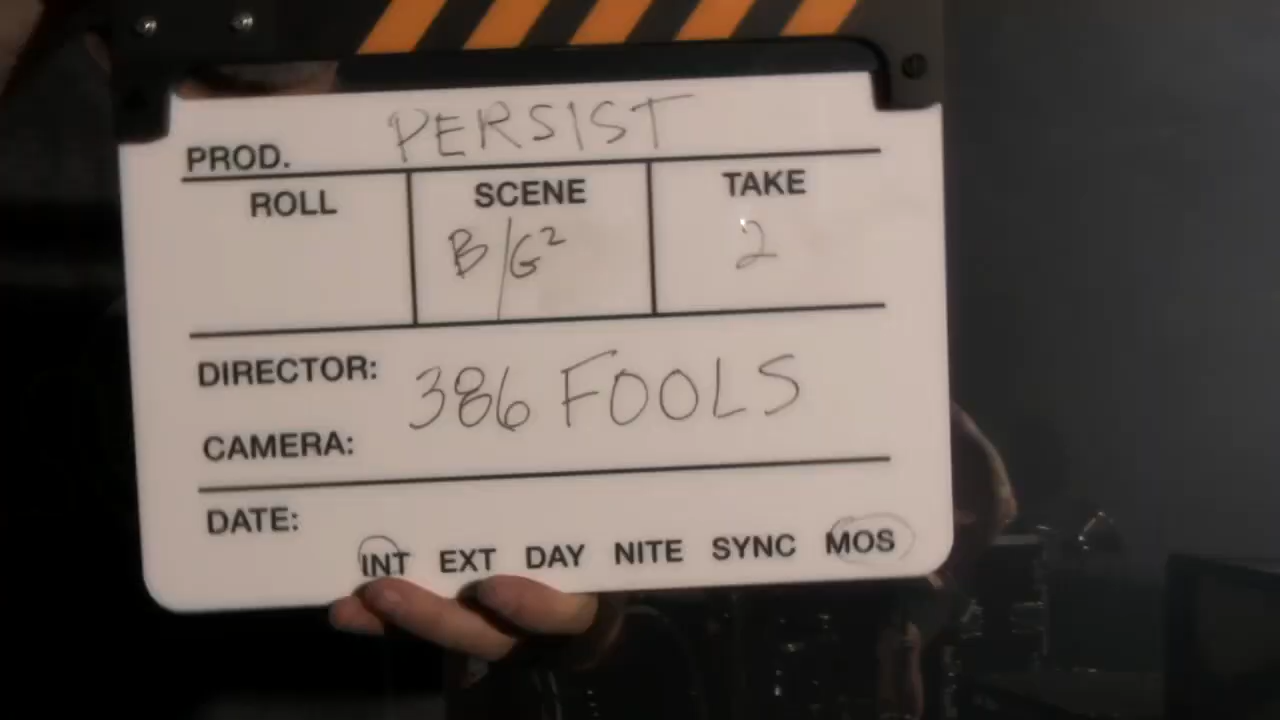 PROD. PERSIST
ROLL SCENE TAKE
B/G² 2
DIRECTOR: 386 FOOLS
CAMERA:
DATE:
INT EXT DAY NITE SYNC MOS